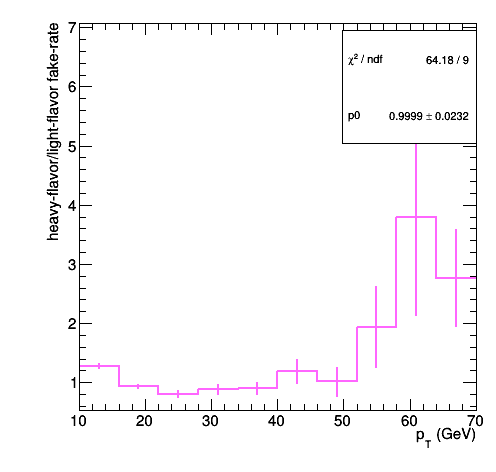 heavy-flavor/light-flavor fake-rate
7
6
5
4
3
2
1
χ² / ndf 64.18 / 9
p0 0.9999 ± 0.0232
10 20 30 40 50 60 70
p_T (GeV)